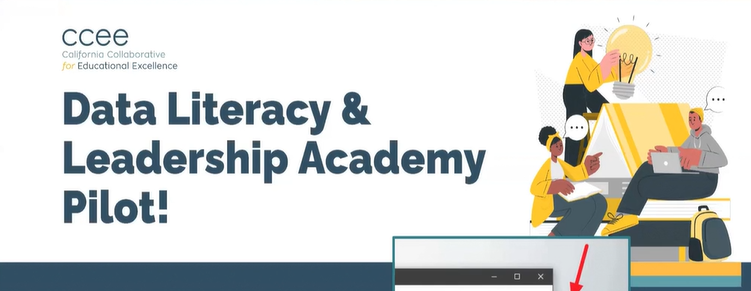 ccee
California Collaborative
for Educational Excellence
Data Literacy &
Leadership Academy
Pilot!